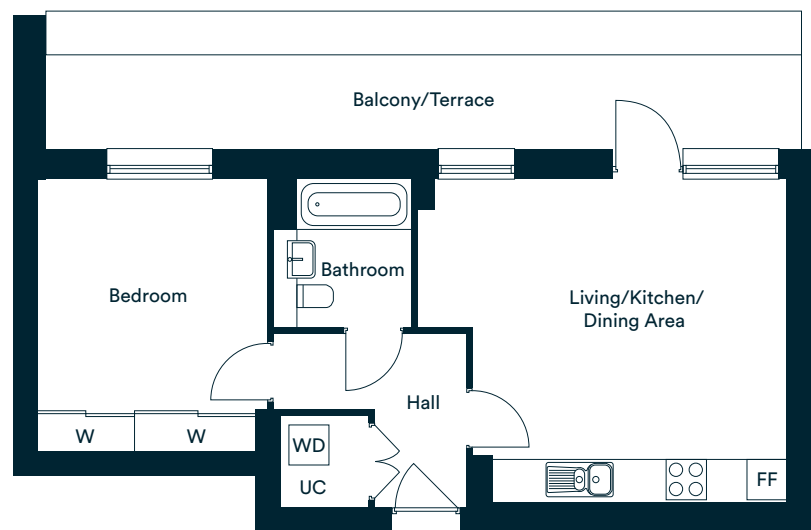 Balcony/Terrace
Bedroom
Bathroom
Living/Kitchen/
Dining Area
Hall
W
W
WD
UC
FF